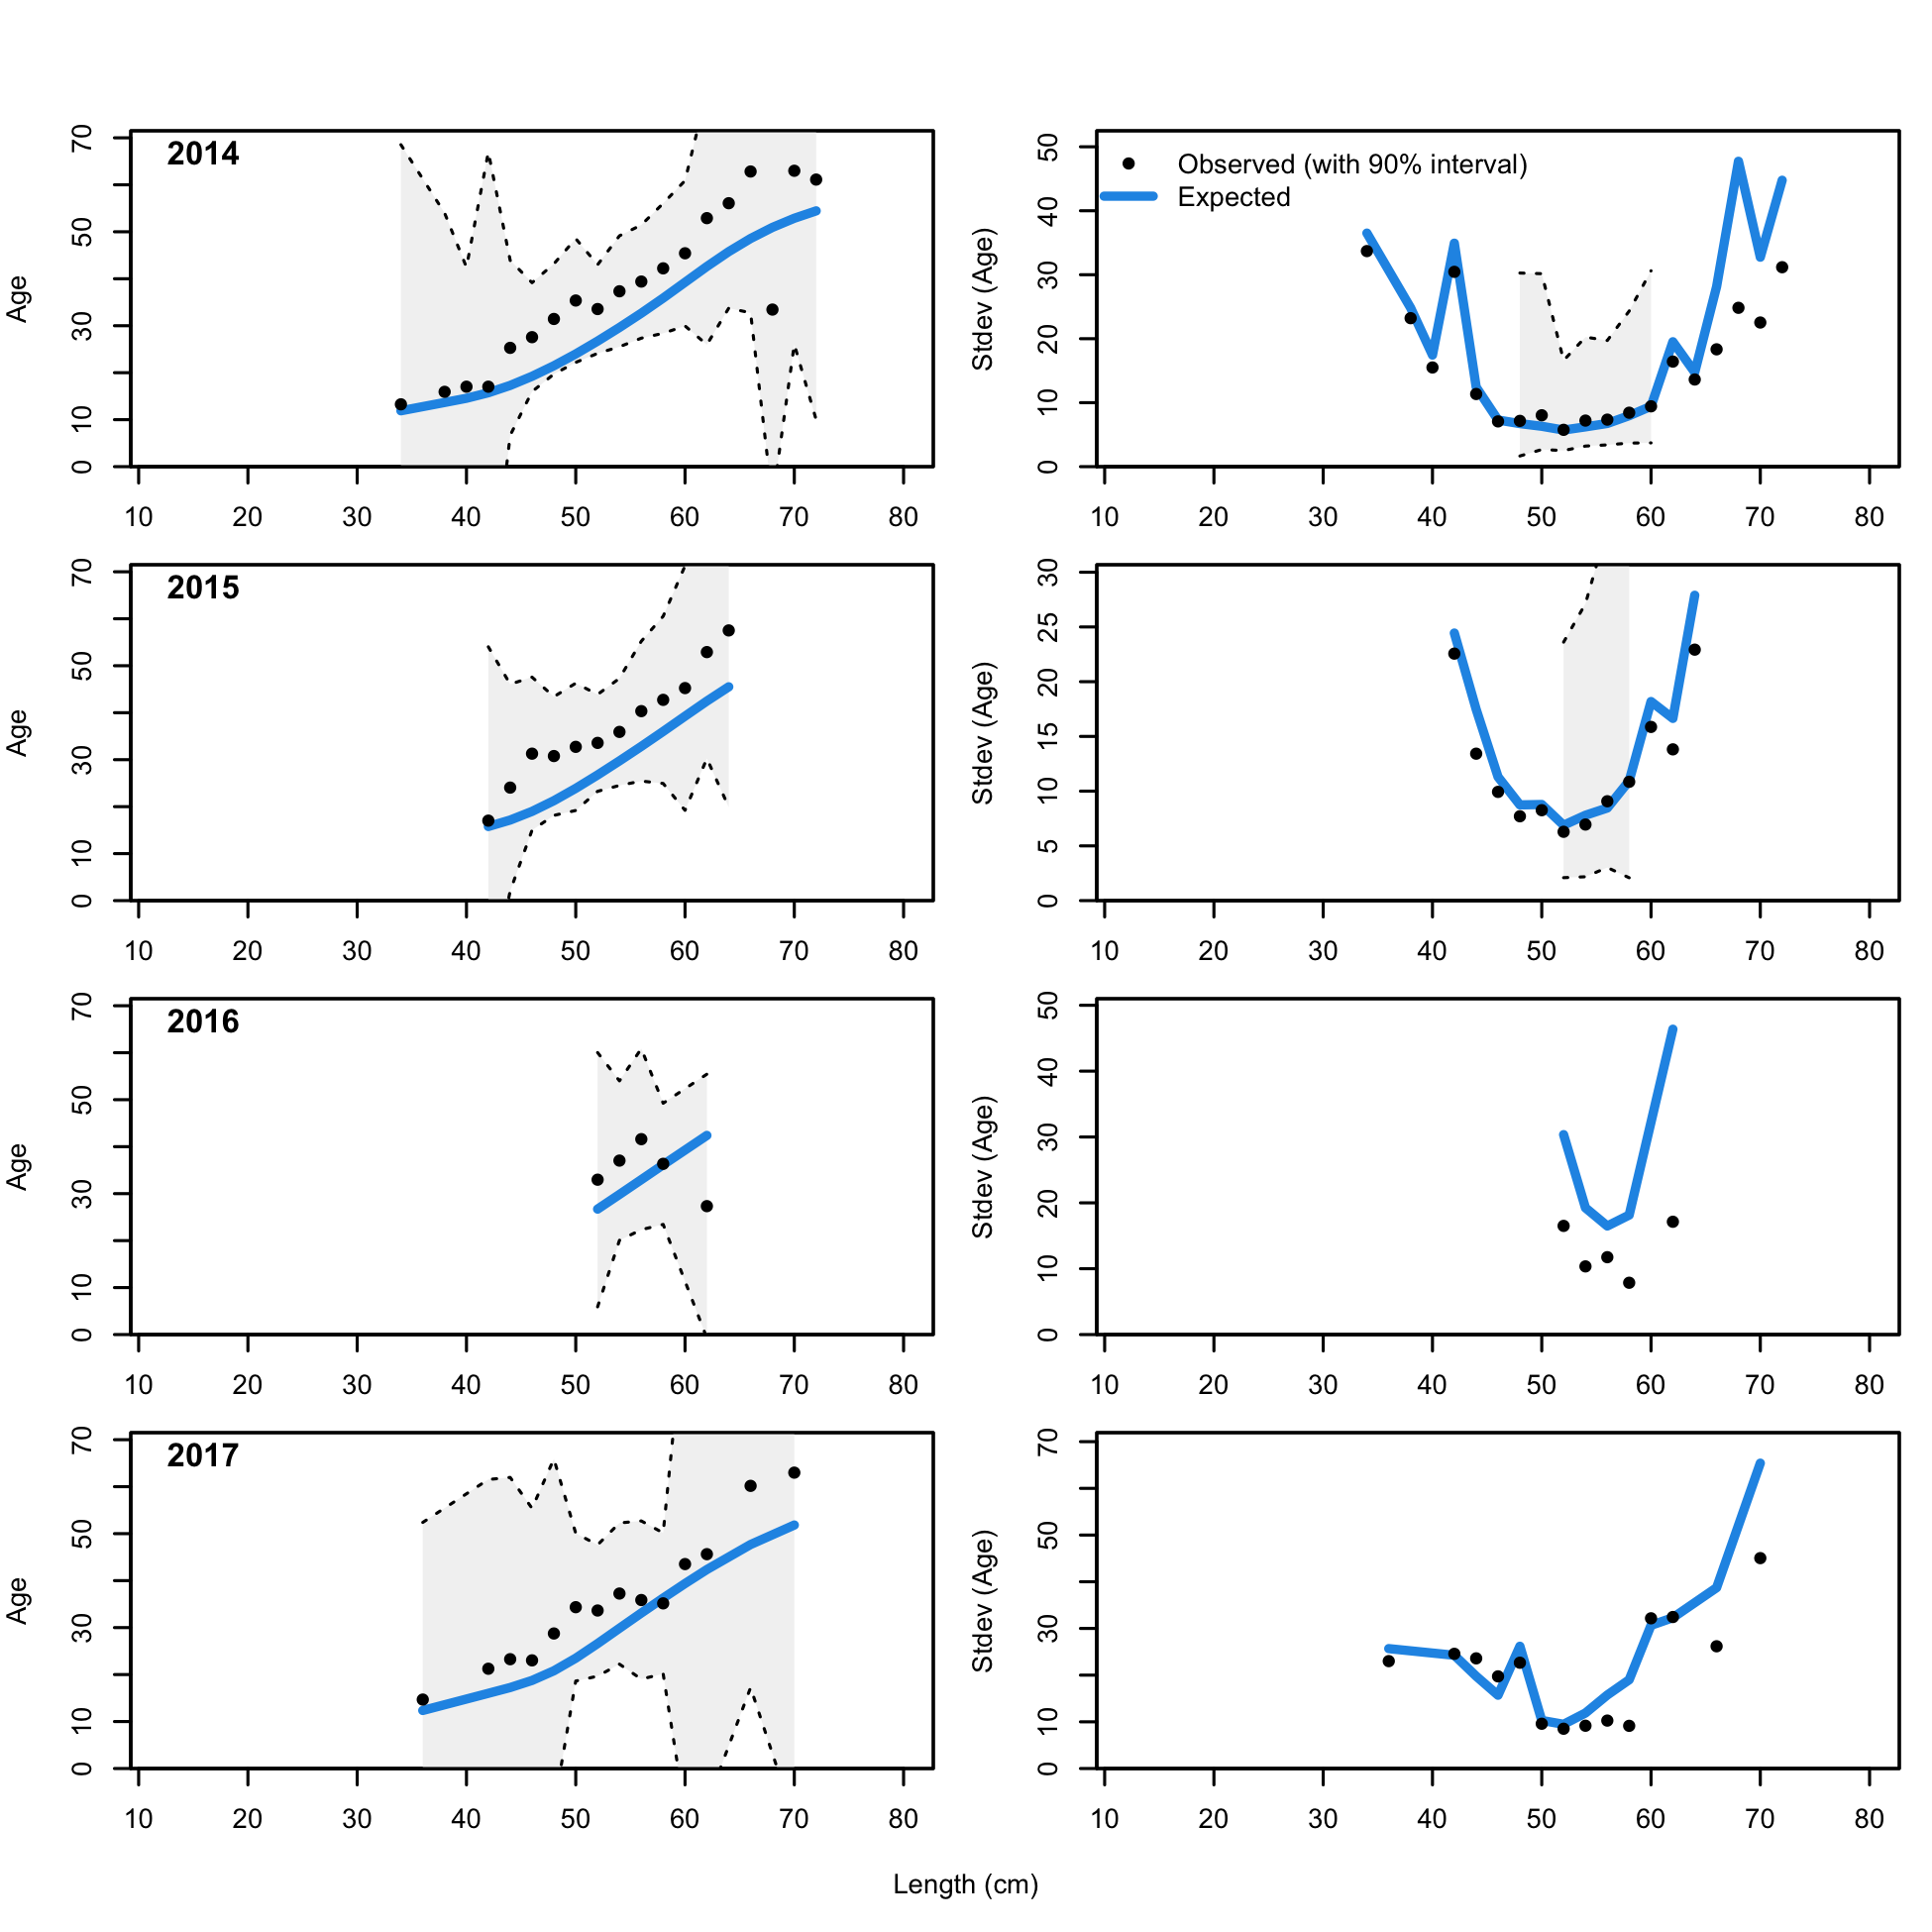 2014
Age
0 10 30 50 70
10 20 30 40 50 60 70 80
Observed (with 90% interval)
Expected
Stdev (Age)
0 10 20 30 40 50
10 20 30 40 50 60 70 80
2015
Age
0 10 30 50 70
10 20 30 40 50 60 70 80
Stdev (Age)
0 5 10 15 20 25 30
10 20 30 40 50 60 70 80
2016
Age
0 10 30 50 70
10 20 30 40 50 60 70 80
Stdev (Age)
0 10 20 30 40 50
10 20 30 40 50 60 70 80
2017
Age
0 10 30 50 70
10 20 30 40 50 60 70 80
Stdev (Age)
0 10 30 50 70
10 20 30 40 50 60 70 80
Length (cm)